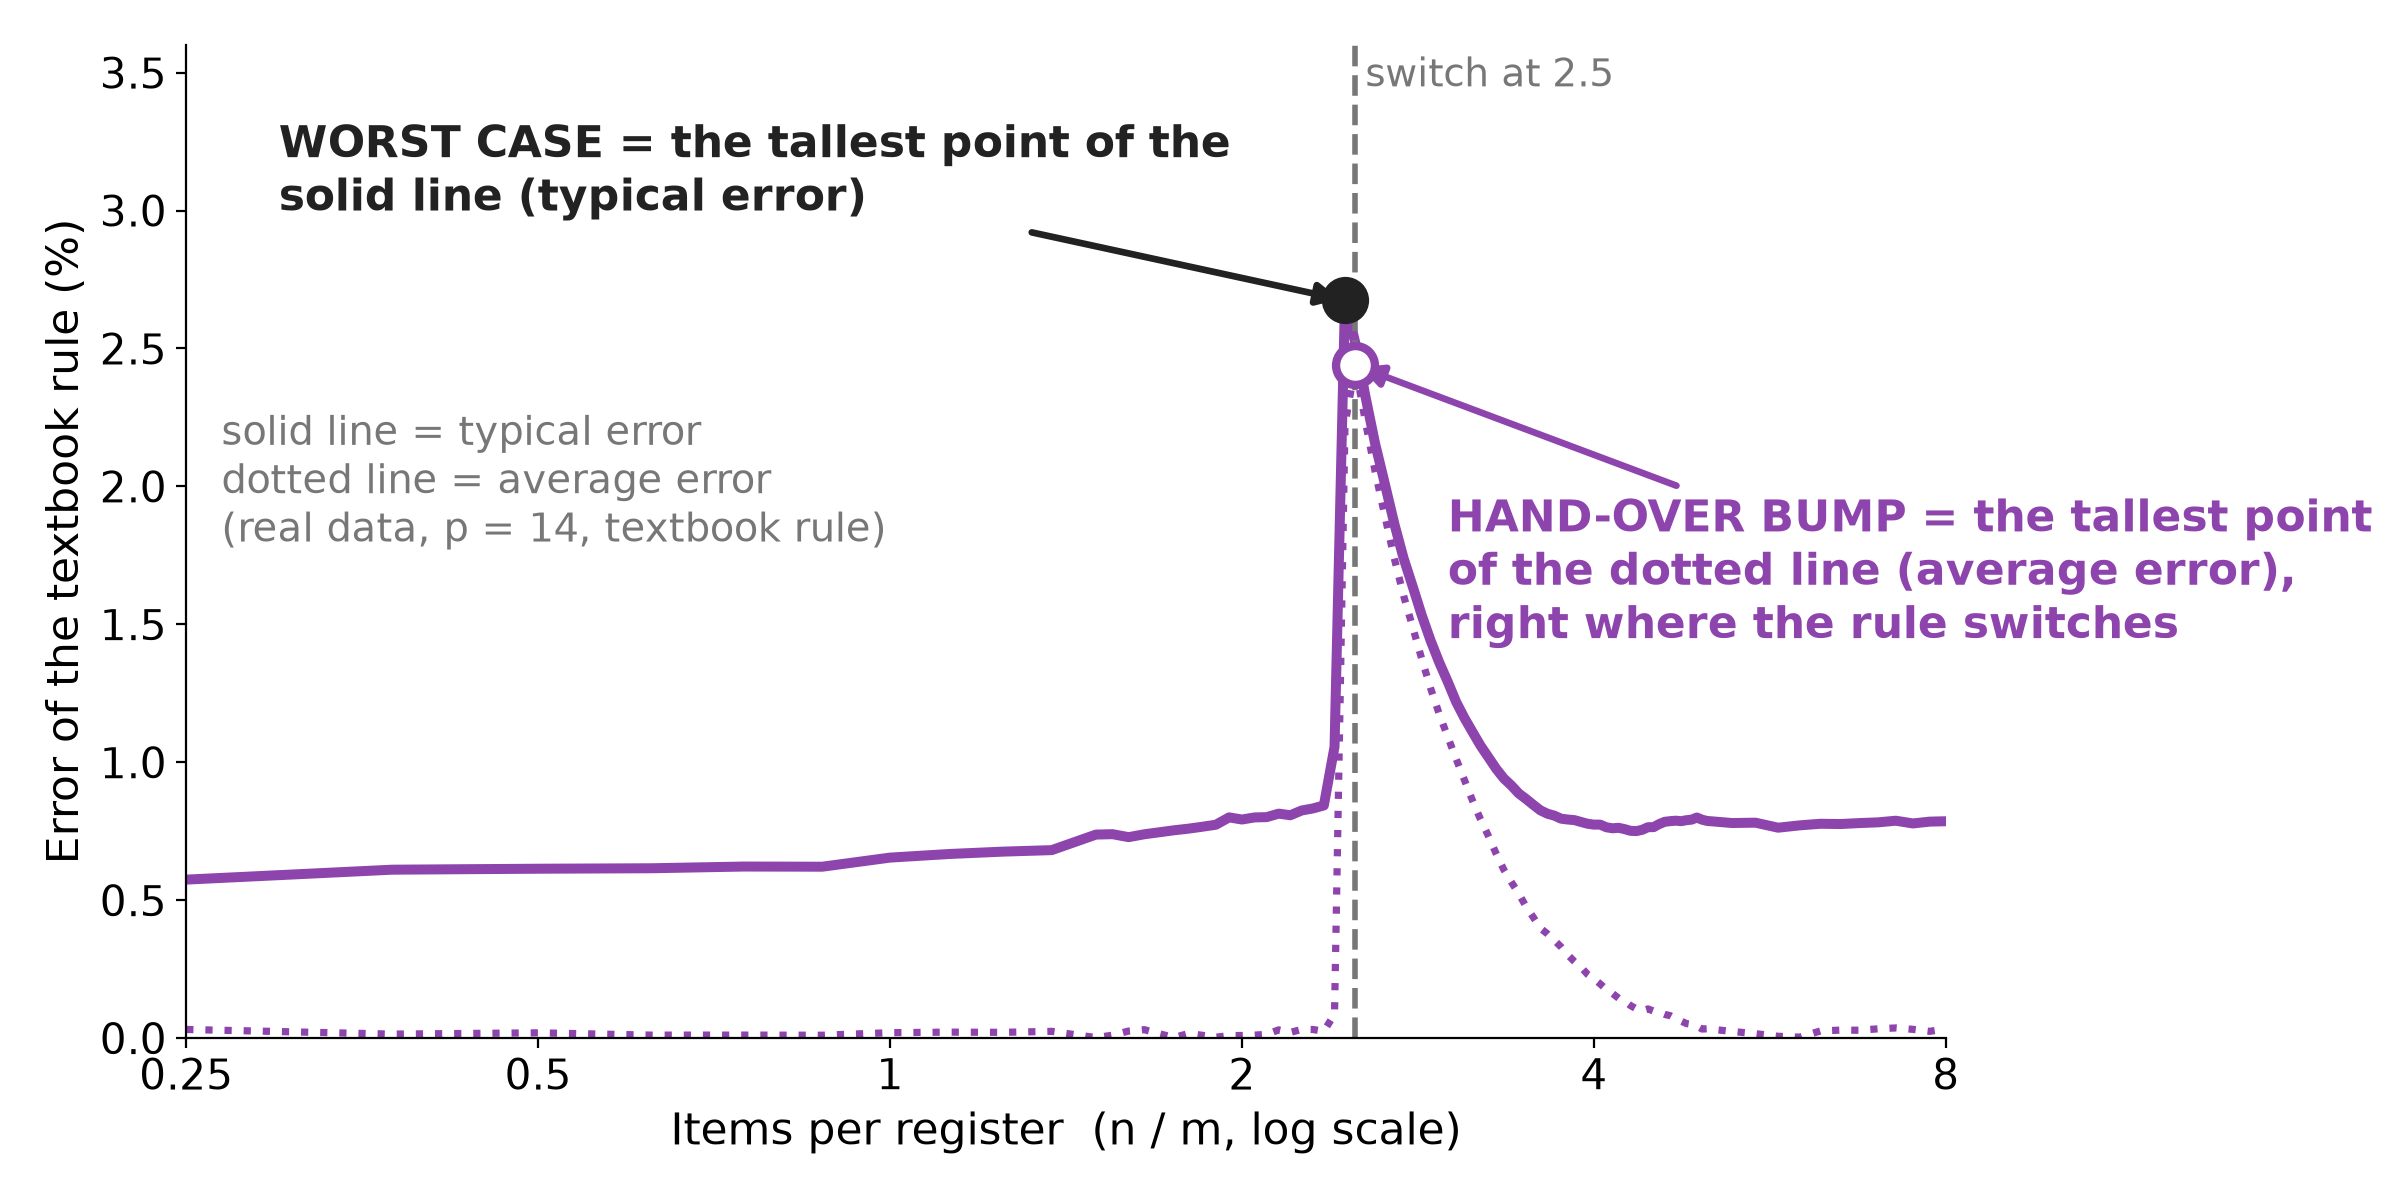 3.5
switch at 2.5
WORST CASE = the tallest point of the
solid line (typical error)
3.0
2.5
solid line = typical error
dotted line = average error
(real data, p = 14, textbook rule)
2.0
HAND-OVER BUMP = the tallest point
of the dotted line (average error),
right where the rule switches
1.5
1.0
0.5
0.0
Error of the textbook rule (%)
0.25 0.5 1 2 4 8
Items per register (n / m, log scale)